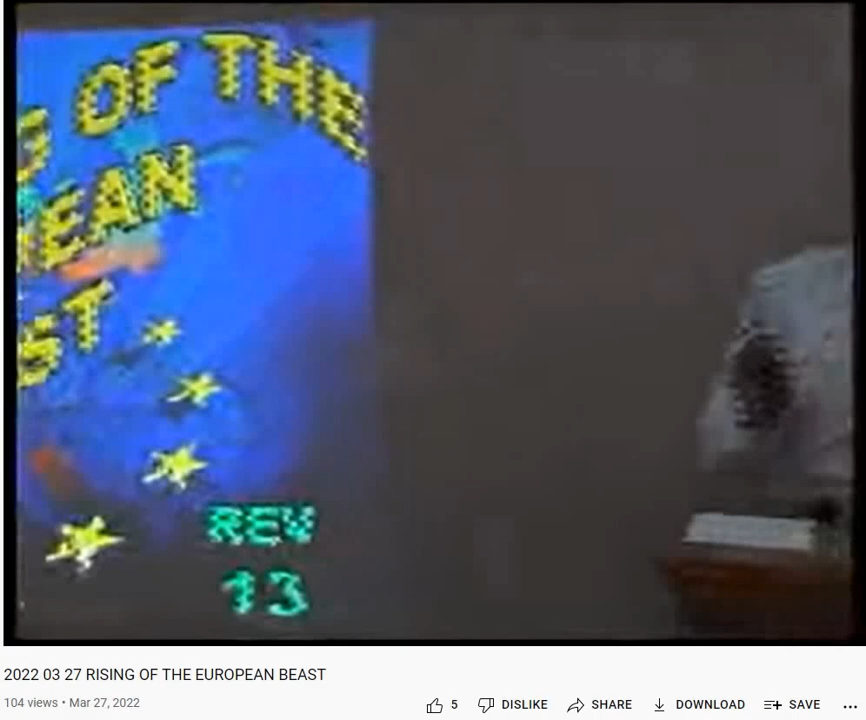 G OF THE
EAN
ST
REV
13
2022 03 27 RISING OF THE EUROPEAN BEAST
104 views • Mar 27, 2022
5 DISLIKE SHARE DOWNLOAD SAVE